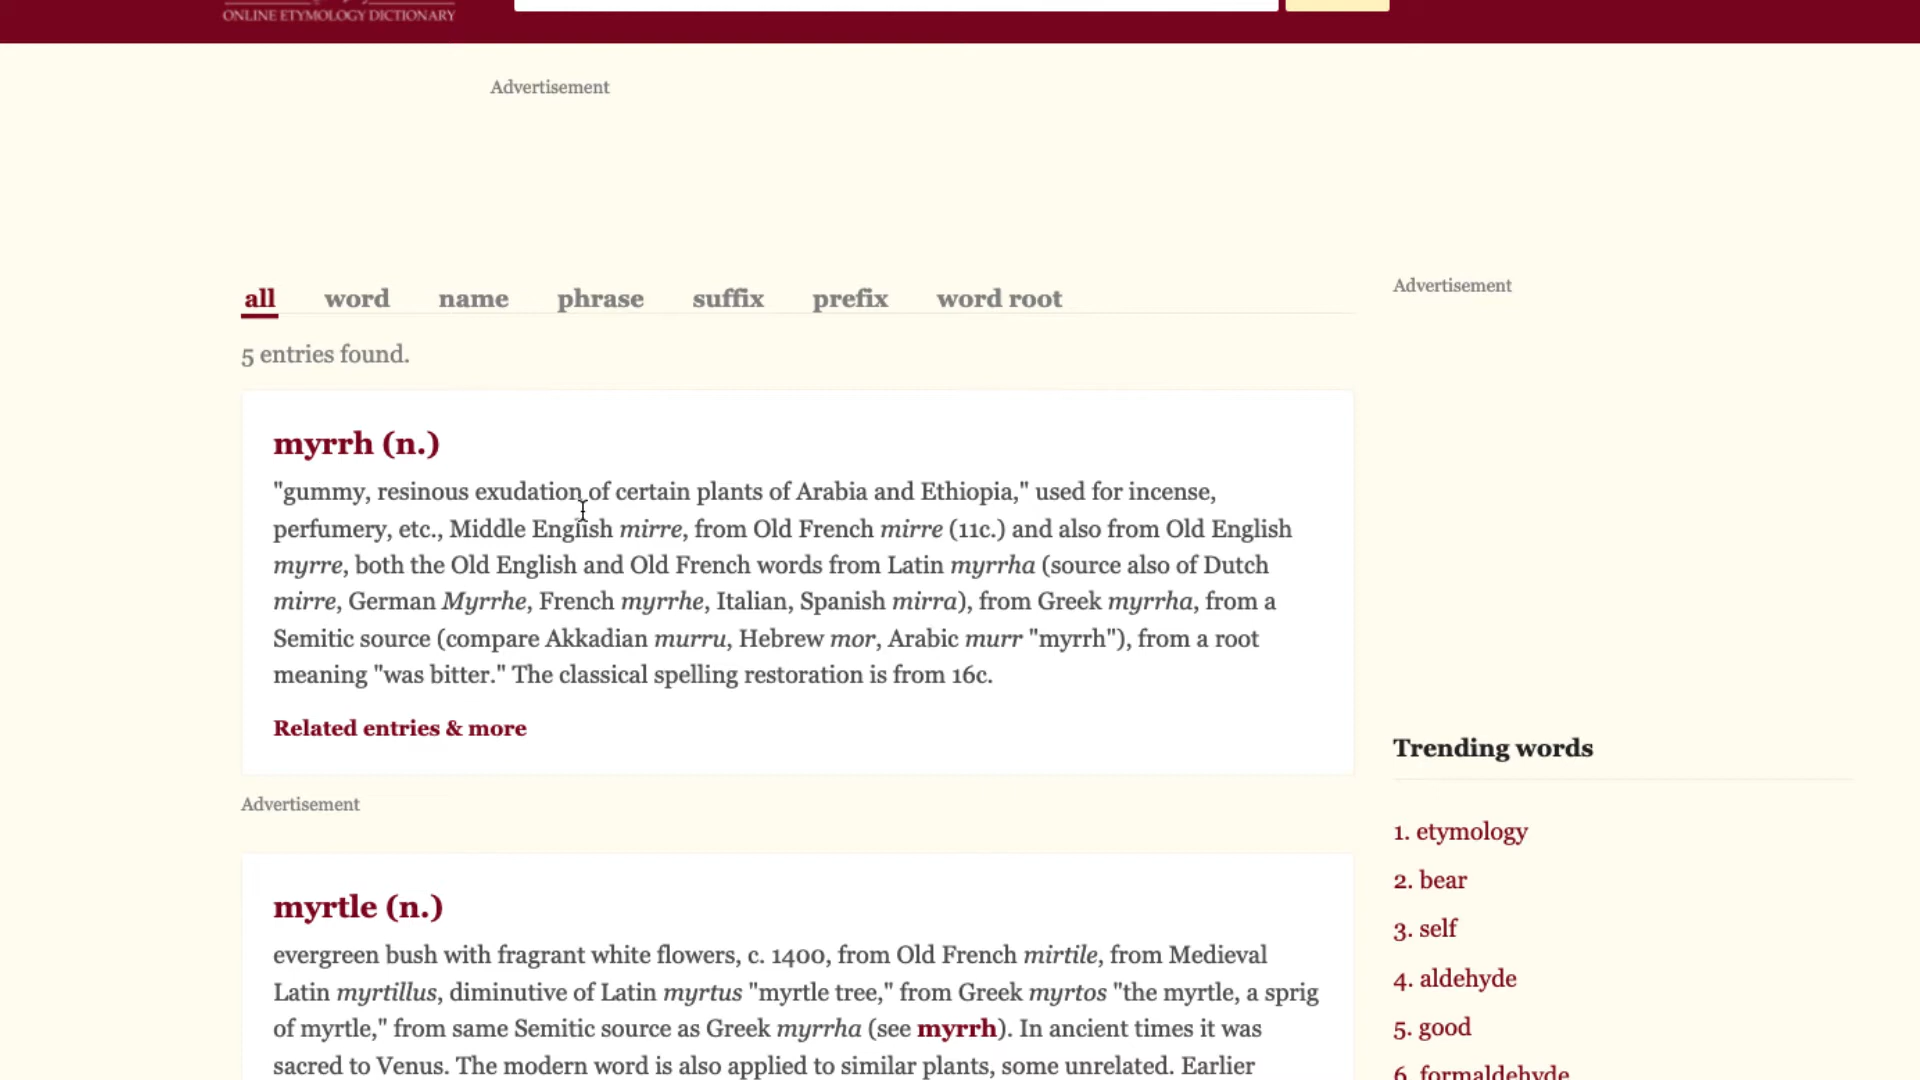 ONLINE ETYMOLOGY DICTIONARY
Advertisement
all word name phrase suffix prefix word root
Advertisement
5 entries found.
myrrh (n.)
"gummy, resinous exudation of certain plants of Arabia and Ethiopia," used for incense,
perfumery, etc., Middle English mirre, from Old French mirre (11c.) and also from Old English
myrre, both the Old English and Old French words from Latin myrrha (source also of Dutch
mirre, German Myrrhe, French myrrhe, Italian, Spanish mirra), from Greek myrrha, from a
Semitic source (compare Akkadian murru, Hebrew mor, Arabic murr "myrrh"), from a root
meaning "was bitter." The classical spelling restoration is from 16c.
Related entries & more
Advertisement
myrtle (n.)
evergreen bush with fragrant white flowers, c. 1400, from Old French mirtile, from Medieval
Latin myrtillus, diminutive of Latin myrtus "myrtle tree," from Greek myrtos "the myrtle, a sprig
of myrtle," from same Semitic source as Greek myrrha (see myrrh). In ancient times it was
sacred to Venus. The modern word is also applied to similar plants, some unrelated. Earlier
Trending words
1. etymology
2. bear
3. self
4. aldehyde
5. good
6. formaldehyde